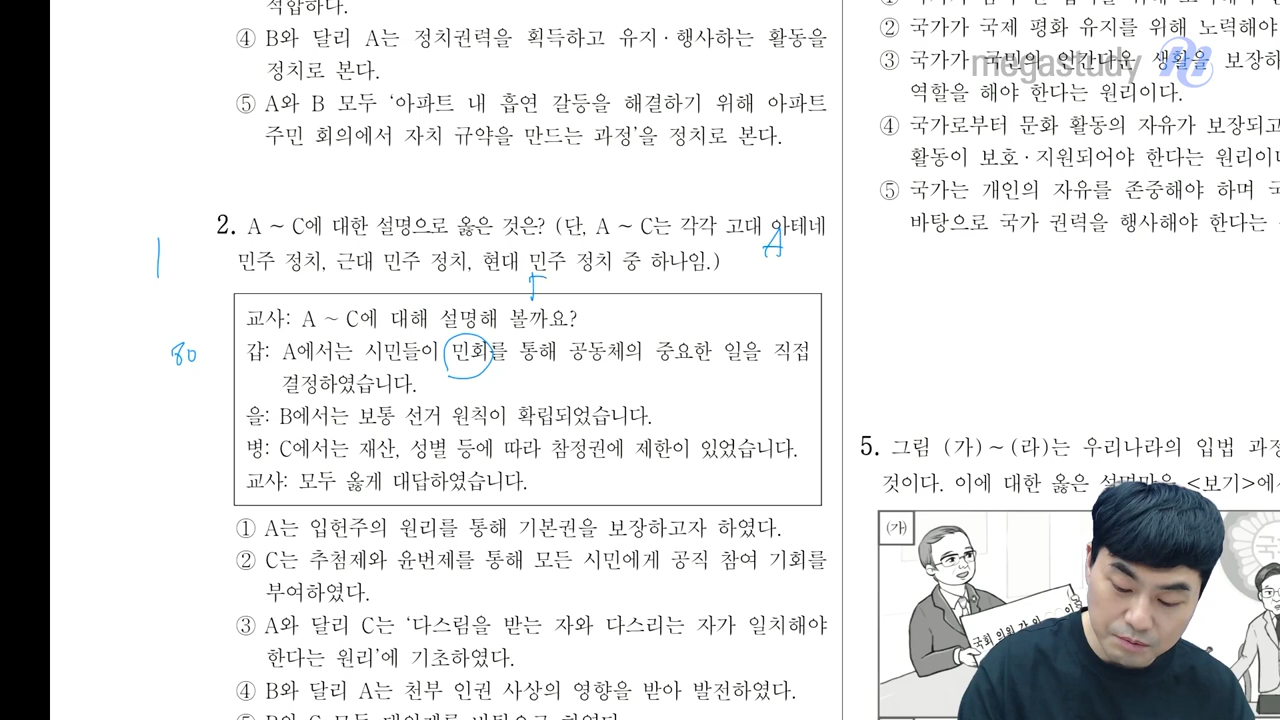 적합하다.
④ B와 달리 A는 정치권력을 획득하고 유지·행사하는 활동을
정치로 본다.
⑤ A와 B 모두 '아파트 내 흡연 갈등을 해결하기 위해 아파트
주민 회의에서 자치 규약을 만드는 과정'을 정치로 본다.
2. A ~ C에 대한 설명으로 옳은 것은? (단, A ~ C는 각각 고대 아테네
민주 정치, 근대 민주 정치, 현대 민주 정치 중 하나임.)
A
80
교사: A ~ C에 대해 설명해 볼까요?
갑: A에서는 시민들이 민회를 통해 공동체의 중요한 일을 직접
결정하였습니다.
을: B에서는 보통 선거 원칙이 확립되었습니다.
병: C에서는 재산, 성별 등에 따라 참정권에 제한이 있었습니다.
교사: 모두 옳게 대답하였습니다.
① A는 입헌주의 원리를 통해 기본권을 보장하고자 하였다.
② C는 추첨제와 윤번제를 통해 모든 시민에게 공직 참여 기회를
부여하였다.
③ A와 달리 C는 '다스림을 받는 자와 다스리는 자가 일치해야
한다는 원리'에 기초하였다.
④ B와 달리 A는 천부 인권 사상의 영향을 받아 발전하였다.
② 국가가 국제 평화 유지를 위해 노력해야
③ 국가가 국민의 인간다운 생활을 보장하
역할을 해야 한다는 원리이다.
④ 국가로부터 문화 활동의 자유가 보장되고
활동이 보호·지원되어야 한다는 원리이
⑤ 국가는 개인의 자유를 존중해야 하며
바탕으로 국가 권력을 행사해야 한다는
megastudy
5. 그림 (가) ~ (라)는 우리나라의 입법 과정
것이다. 이에 대한 옳은 설명만을 <보기>에서
(가)